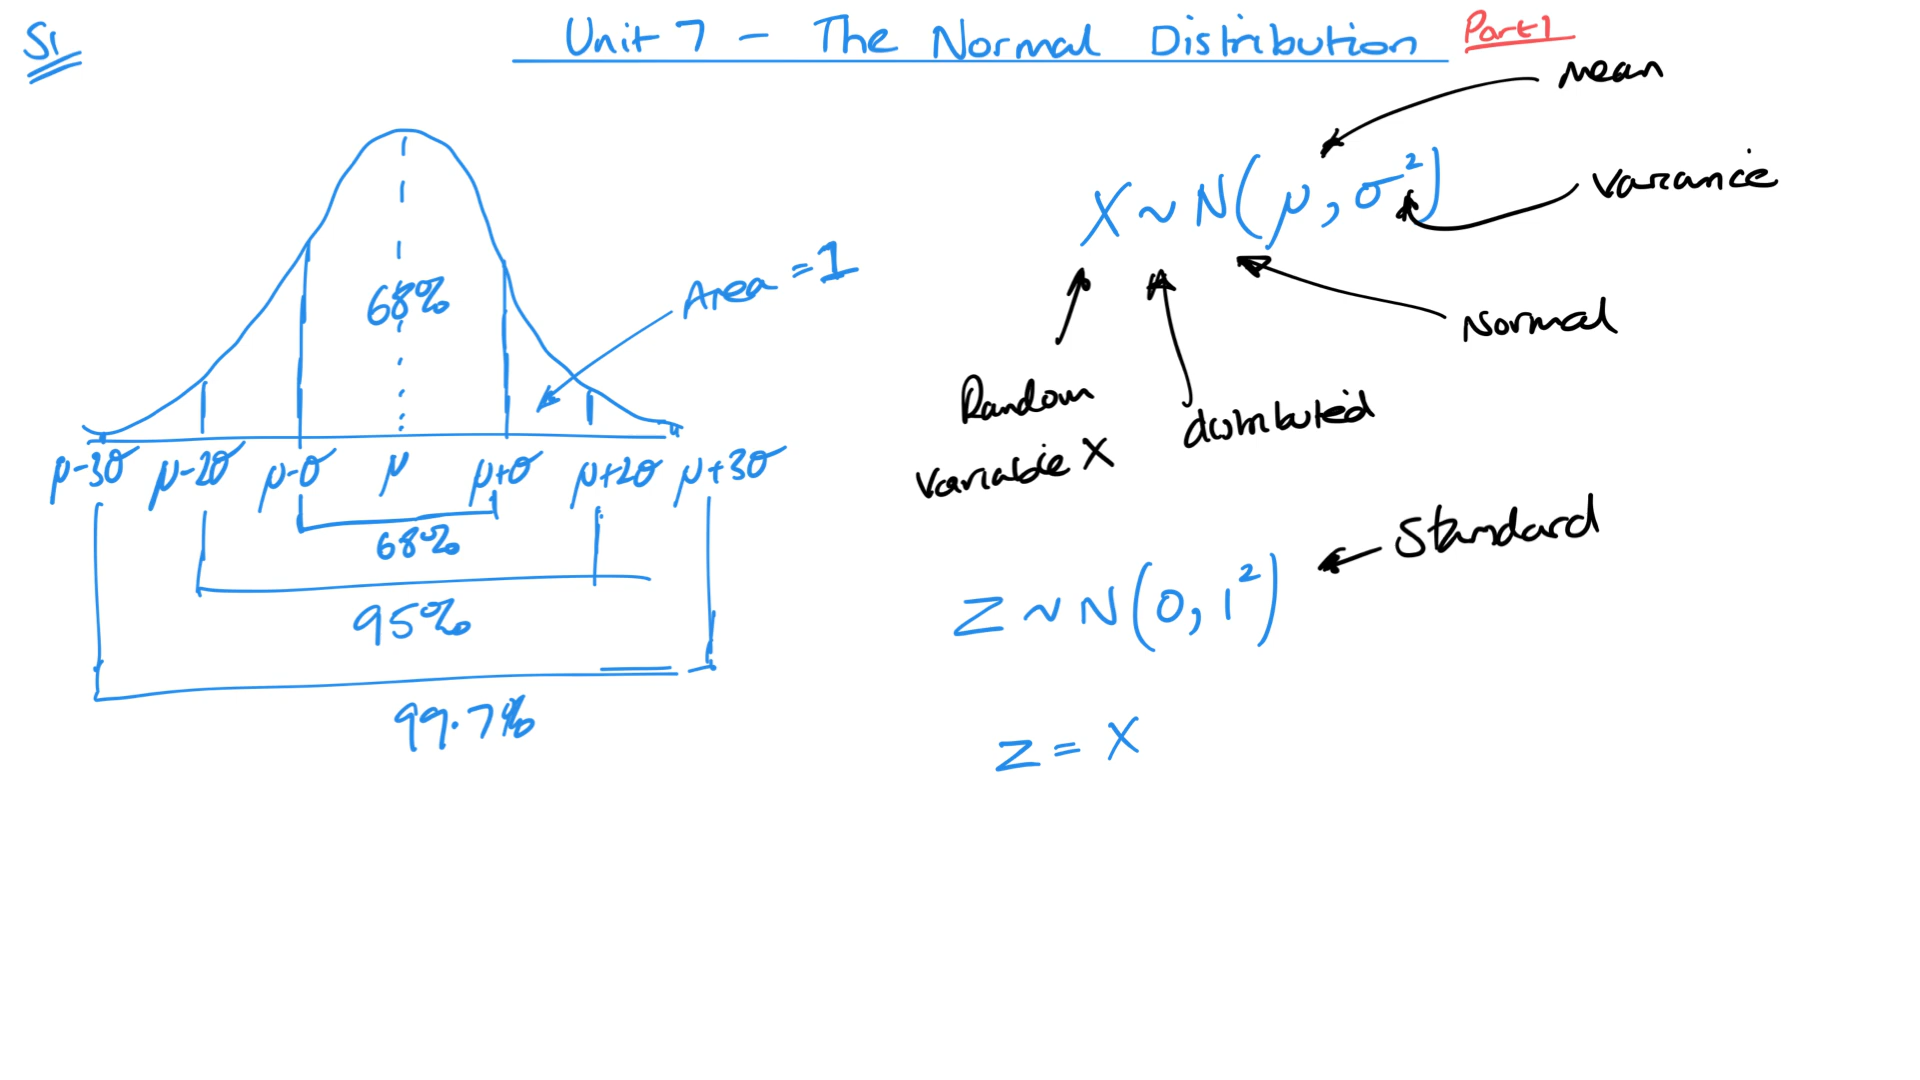 S1
Unit 7 - The Normal Distribution
Part 1
mean
X ~ N(μ, σ²)
variance
Area = 1
68%
Normal
Random
variable X
distributed
μ-3σ μ-2σ μ-σ μ μ+σ μ+2σ μ+3σ
68%
95%
99.7%
Standard
Z ~ N(0, 1²)
Z = X